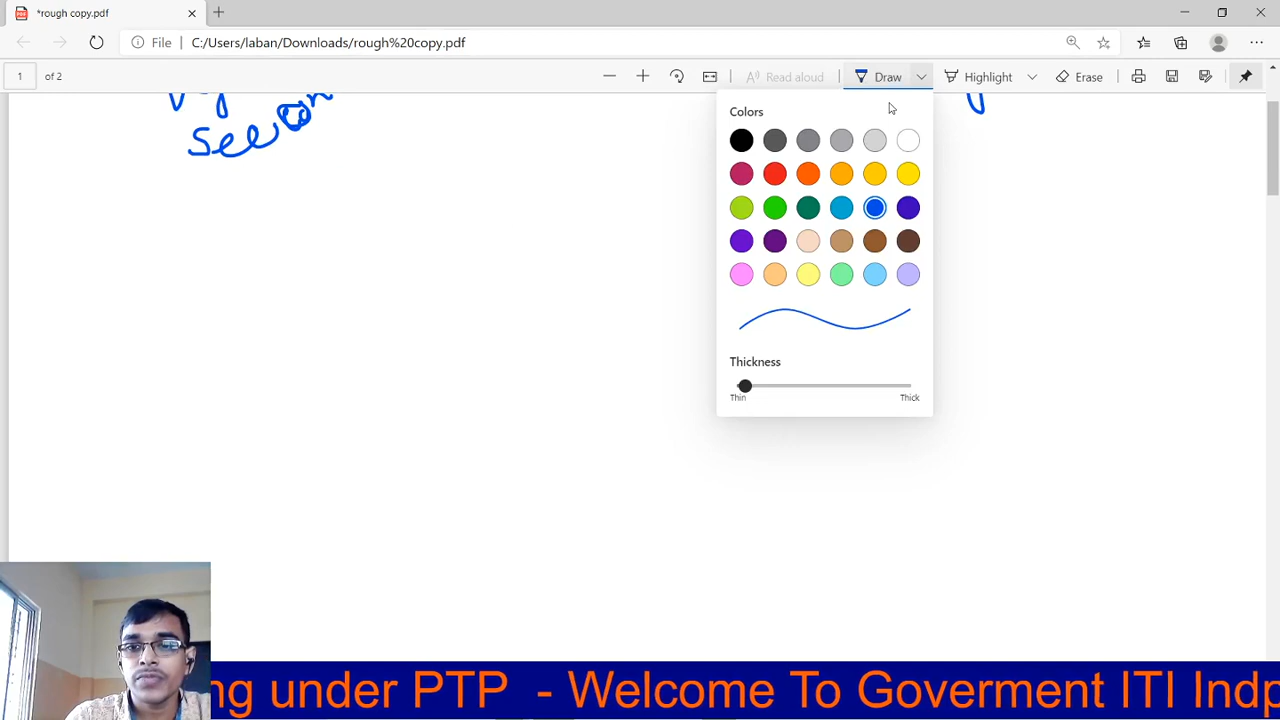 *rough copy.pdf
File C:/Users/laban/Downloads/rough%20copy.pdf
1 of 2 Read aloud Draw Highlight Erase
See
Colors
Thickness
Thin Thick
ng under PTP - Welcome To Goverment ITI Indp